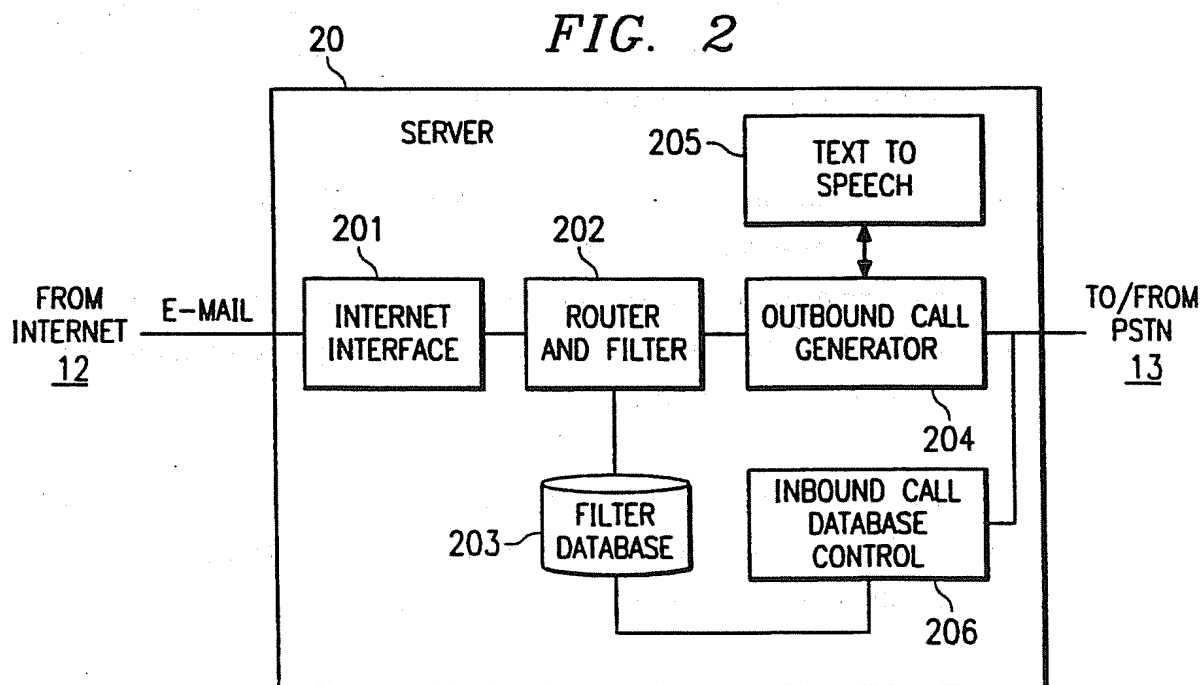 FIG. 2
20
SERVER
205
TEXT TO
SPEECH
201
202
FROM
INTERNET
12
E-MAIL
INTERNET
INTERFACE
ROUTER
AND FILTER
OUTBOUND CALL
GENERATOR
TO/FROM
PSTN
13
204
203
FILTER
DATABASE
INBOUND CALL
DATABASE
CONTROL
206